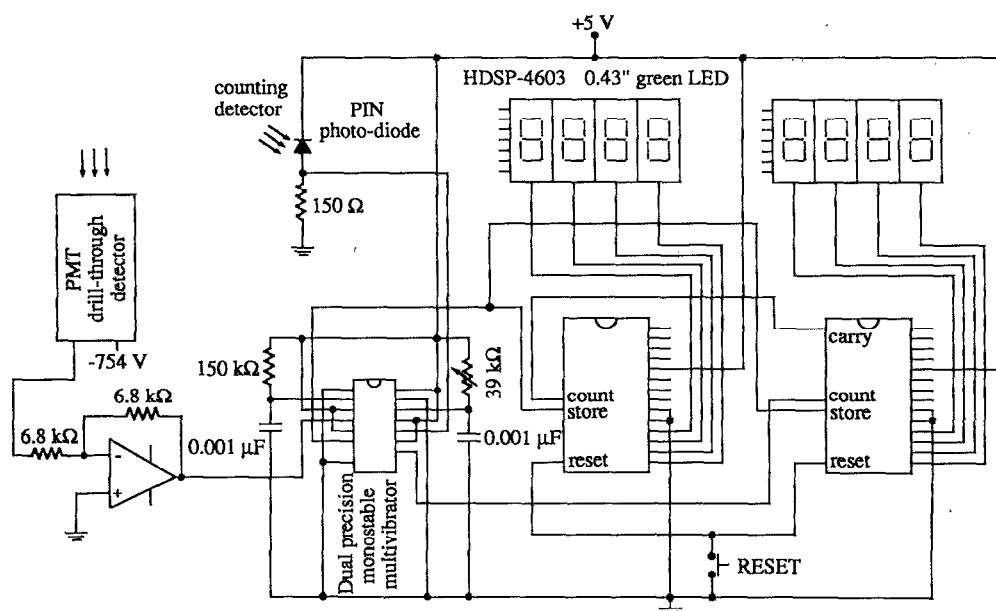 +5 V
HDSP-4603 0.43" green LED
counting
detector
PIN
photo-diode
150 Ω
PMT
drill-through
detector
-754 V
150 kΩ
39 kΩ
6.8 kΩ
6.8 kΩ
0.001 µF
0.001 µF
-
+
Dual precision
monostable
multivibrator
count
store
reset
carry
count
store
reset
RESET